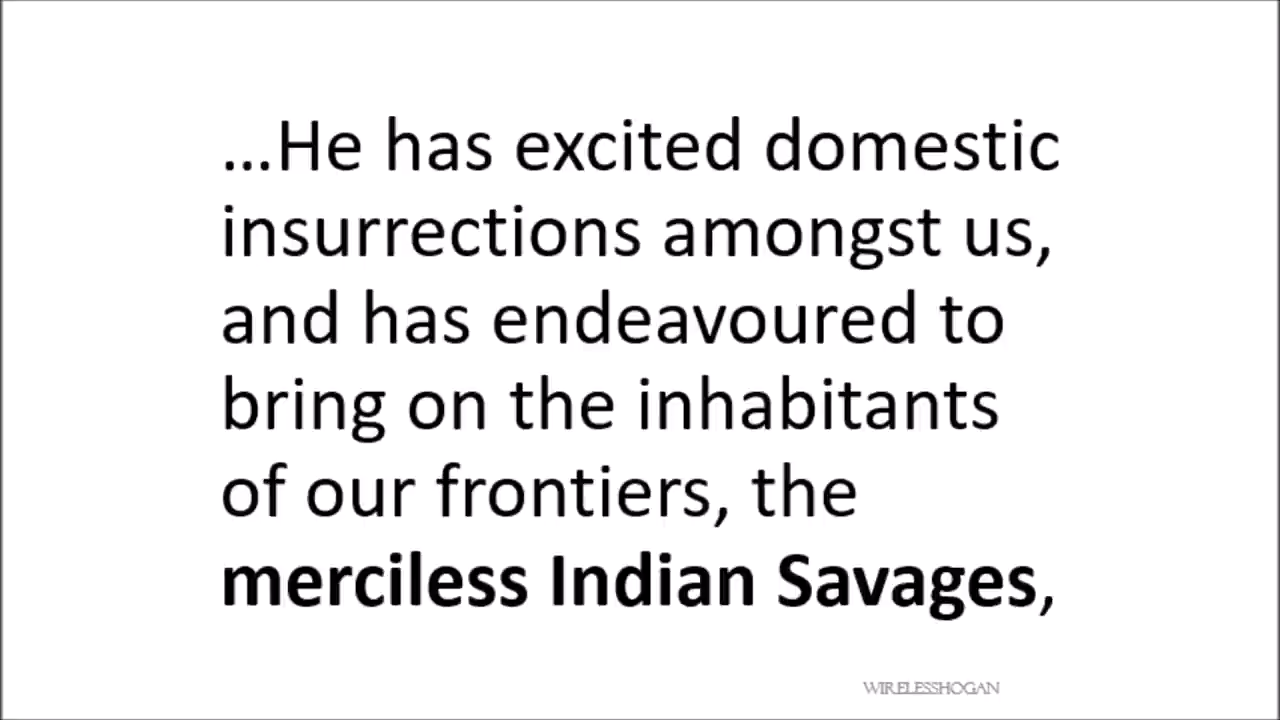 ...He has excited domestic
insurrections amongst us,
and has endeavoured to
bring on the inhabitants
of our frontiers, the
merciless Indian Savages,
WIRELESSHOGAN